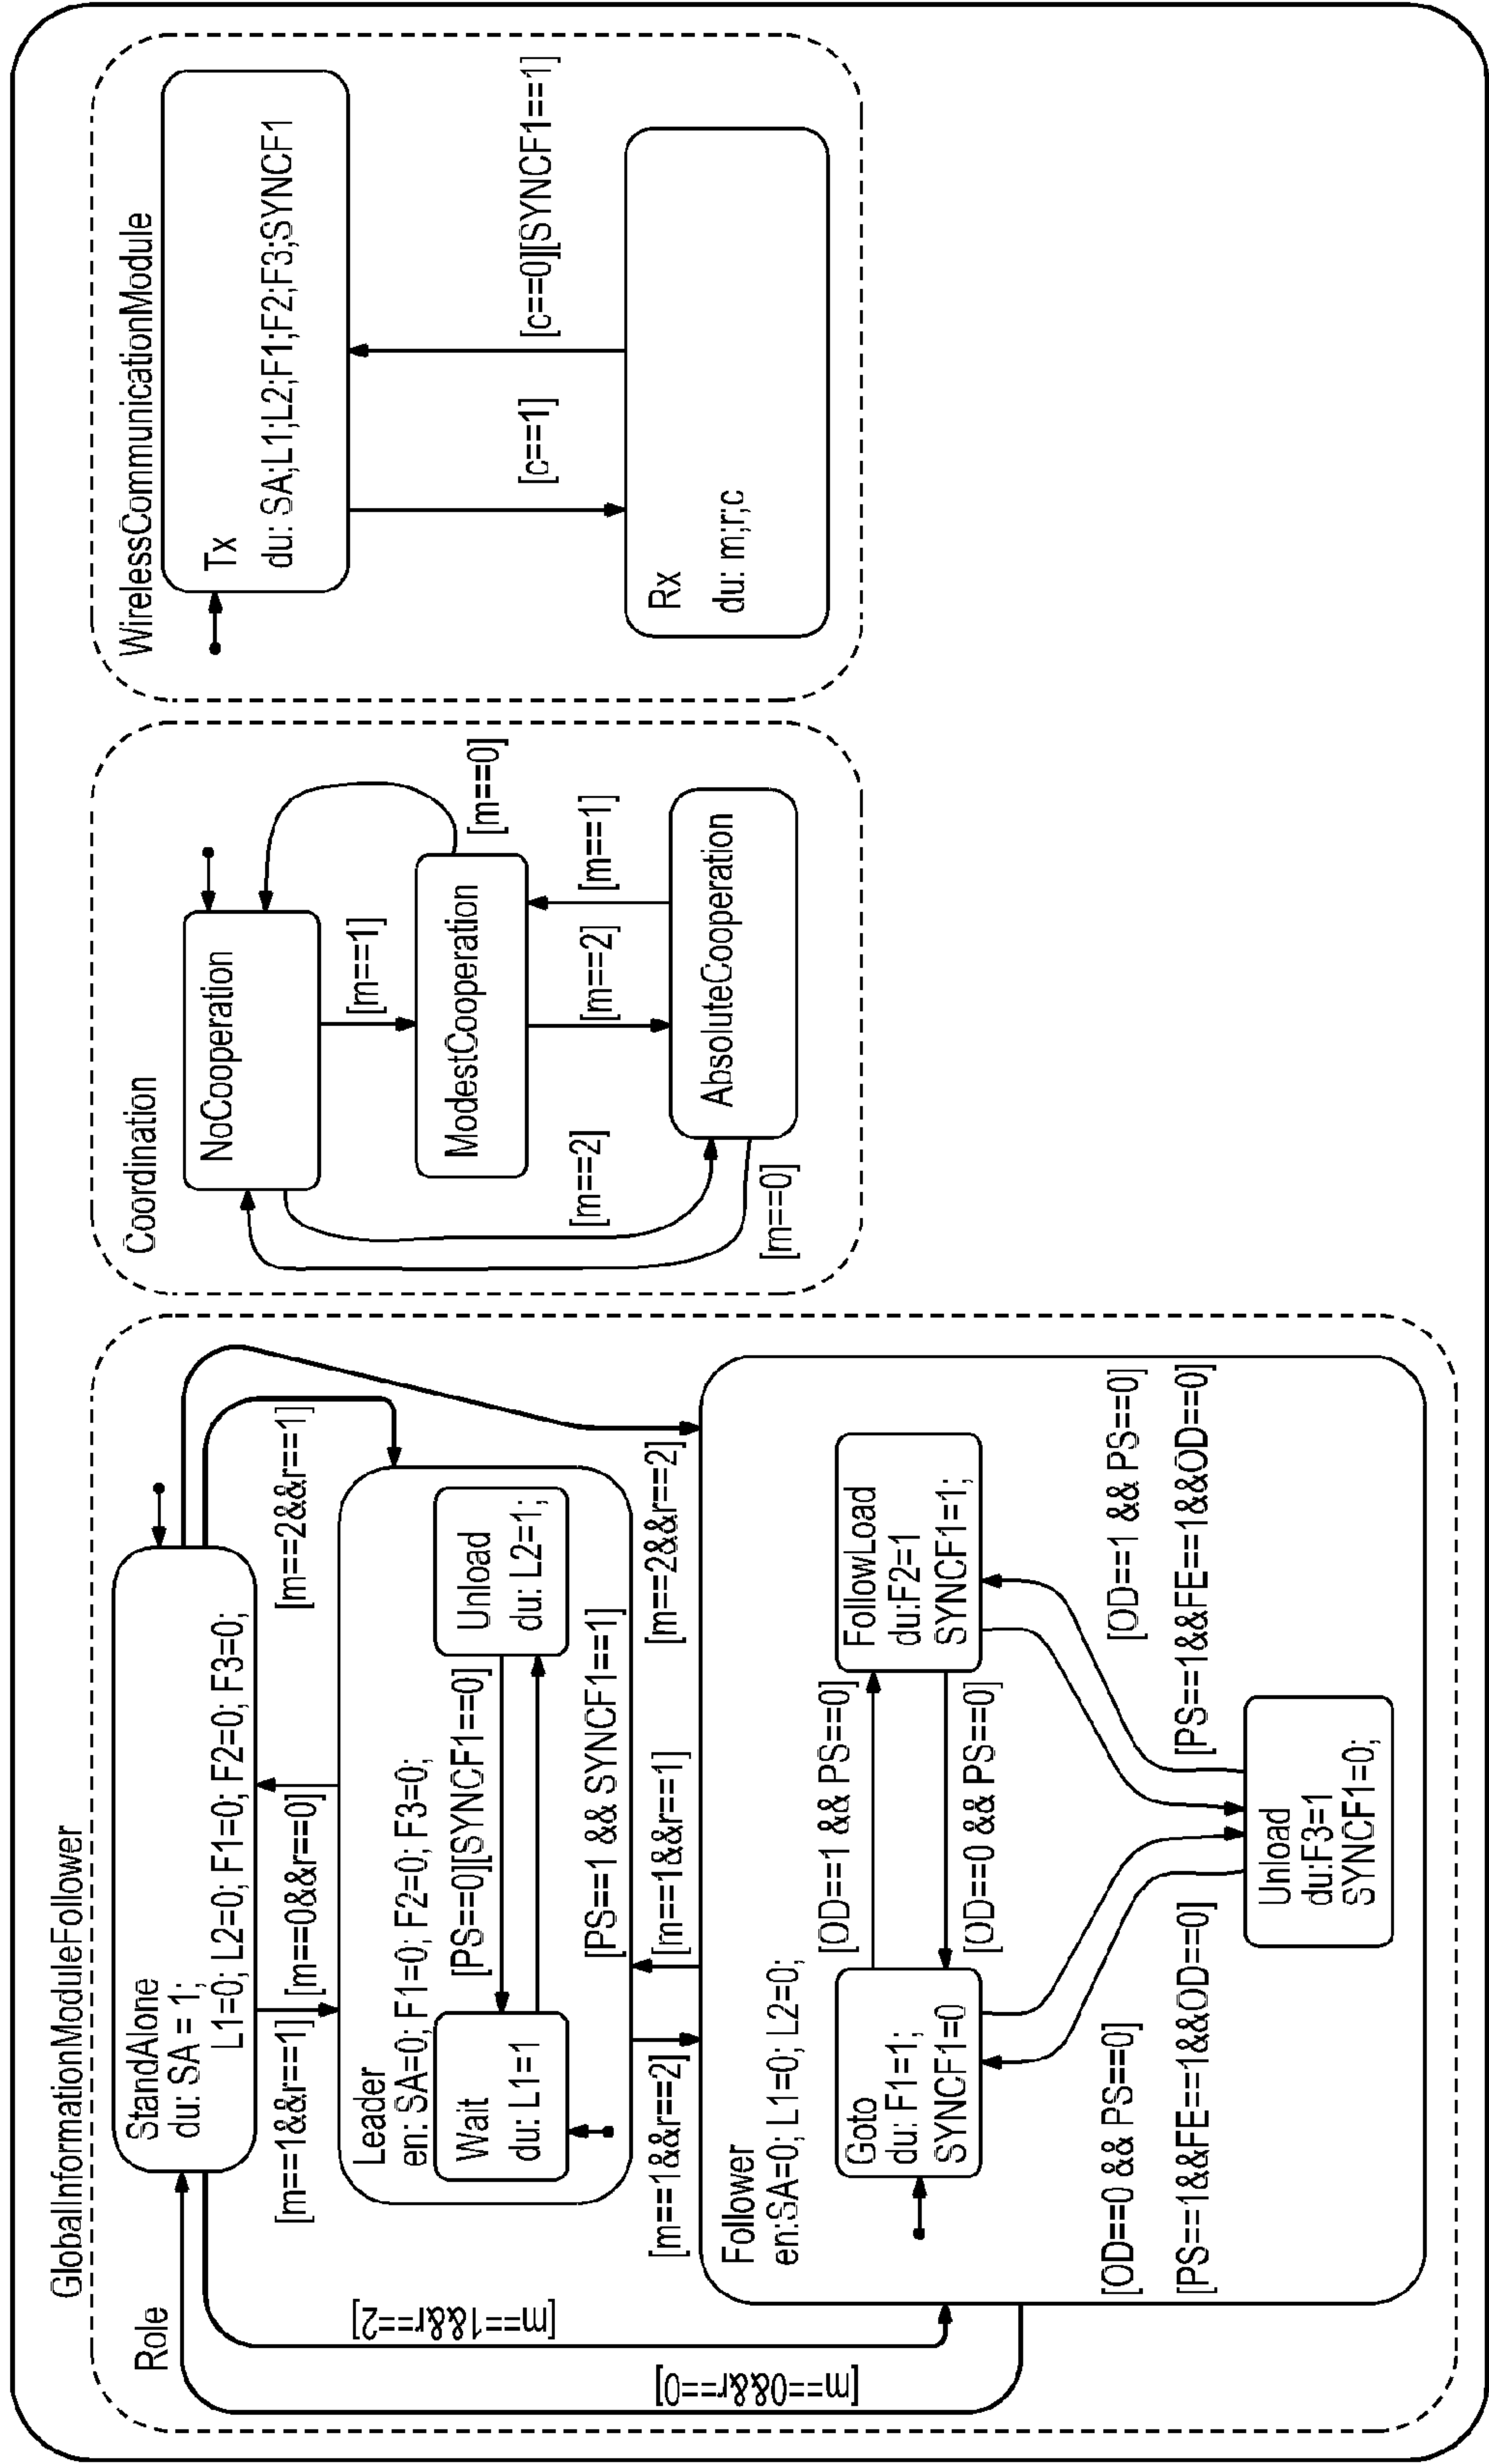 GlobalInformationModuleFollower
Role
StandAlone
du: SA = 1;
L1=0; L2=0; F1=0; F2=0; F3=0;
[m==1&&r==1]
[m==0&&r==0]
[m==2&&r==1]
Leader
en: SA=0; F1=0; F2=0; F3=0;
Wait
du: L1=1
[PS==0][SYNCF1==0]
Unload
du: L2=1;
[PS==1 && SYNCF1==1]
[m==1&&r==2]
[m==1&&r==1]
[m==2&&r==2]
[m==1&&r==2]
[m==0&&r==0]
Follower
en:SA=0; L1=0; L2=0;
Goto
du: F1=1;
SYNCF1=0
[OD==1 && PS==0]
[OD==0 && PS==0]
FollowLoad
du:F2=1
SYNCF1=1;
[OD==0 && PS==0]
[PS==1&&FE==1&&OD==0]
[OD==1 && PS==0]
[PS==1&&FE==1&&OD==0]
Unload
du:F3=1
SYNCF1=0;
Coordination
NoCooperation
[m==1]
ModestCooperation
[m==0]
[m==2]
[m==2]
[m==1]
AbsoluteCooperation
[m==0]
WirelessCommunicationModule
Tx
du: SA;L1;L2;F1;F2;F3;SYNCF1
[c==1]
[c==0][SYNCF1==1]
Rx
du: m;r;c